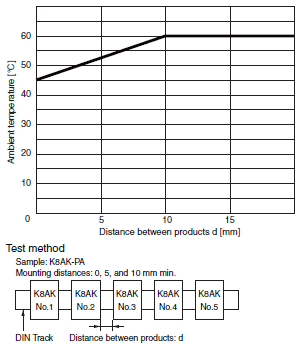 60
50
40
30
20
10
0
5
10
15
Ambient temperature [°C]
Distance between products d [mm]
Test method
Sample: K8AK-PA
Mounting distances: 0, 5, and 10 mm min.
K8AK K8AK K8AK K8AK K8AK
No.1 No.2 No.3 No.4 No.5
DIN Track Distance between products: d